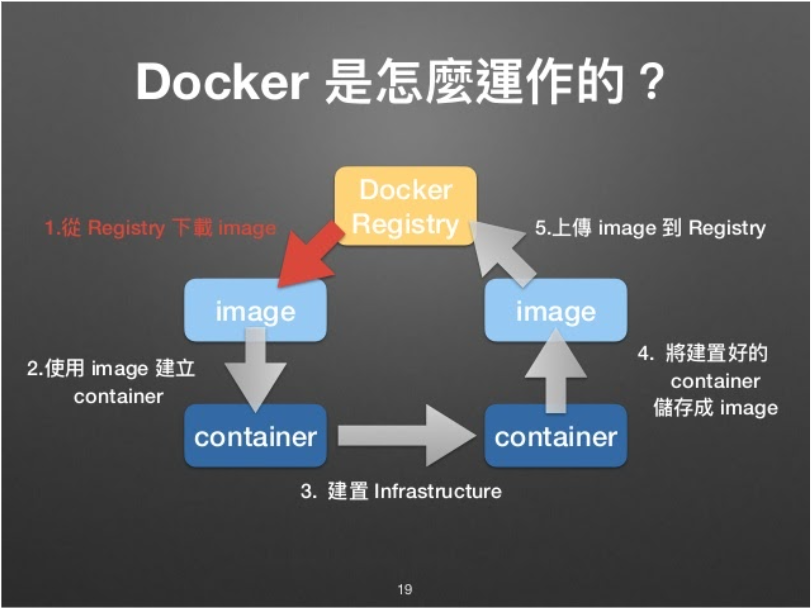 Docker 是怎麼運作的？
Docker
Registry
1.從 Registry 下載 image
5.上傳 image 到 Registry
image
image
2.使用 image 建立
container
4. 將建置好的
container
儲存成 image
container
container
3. 建置 Infrastructure
19